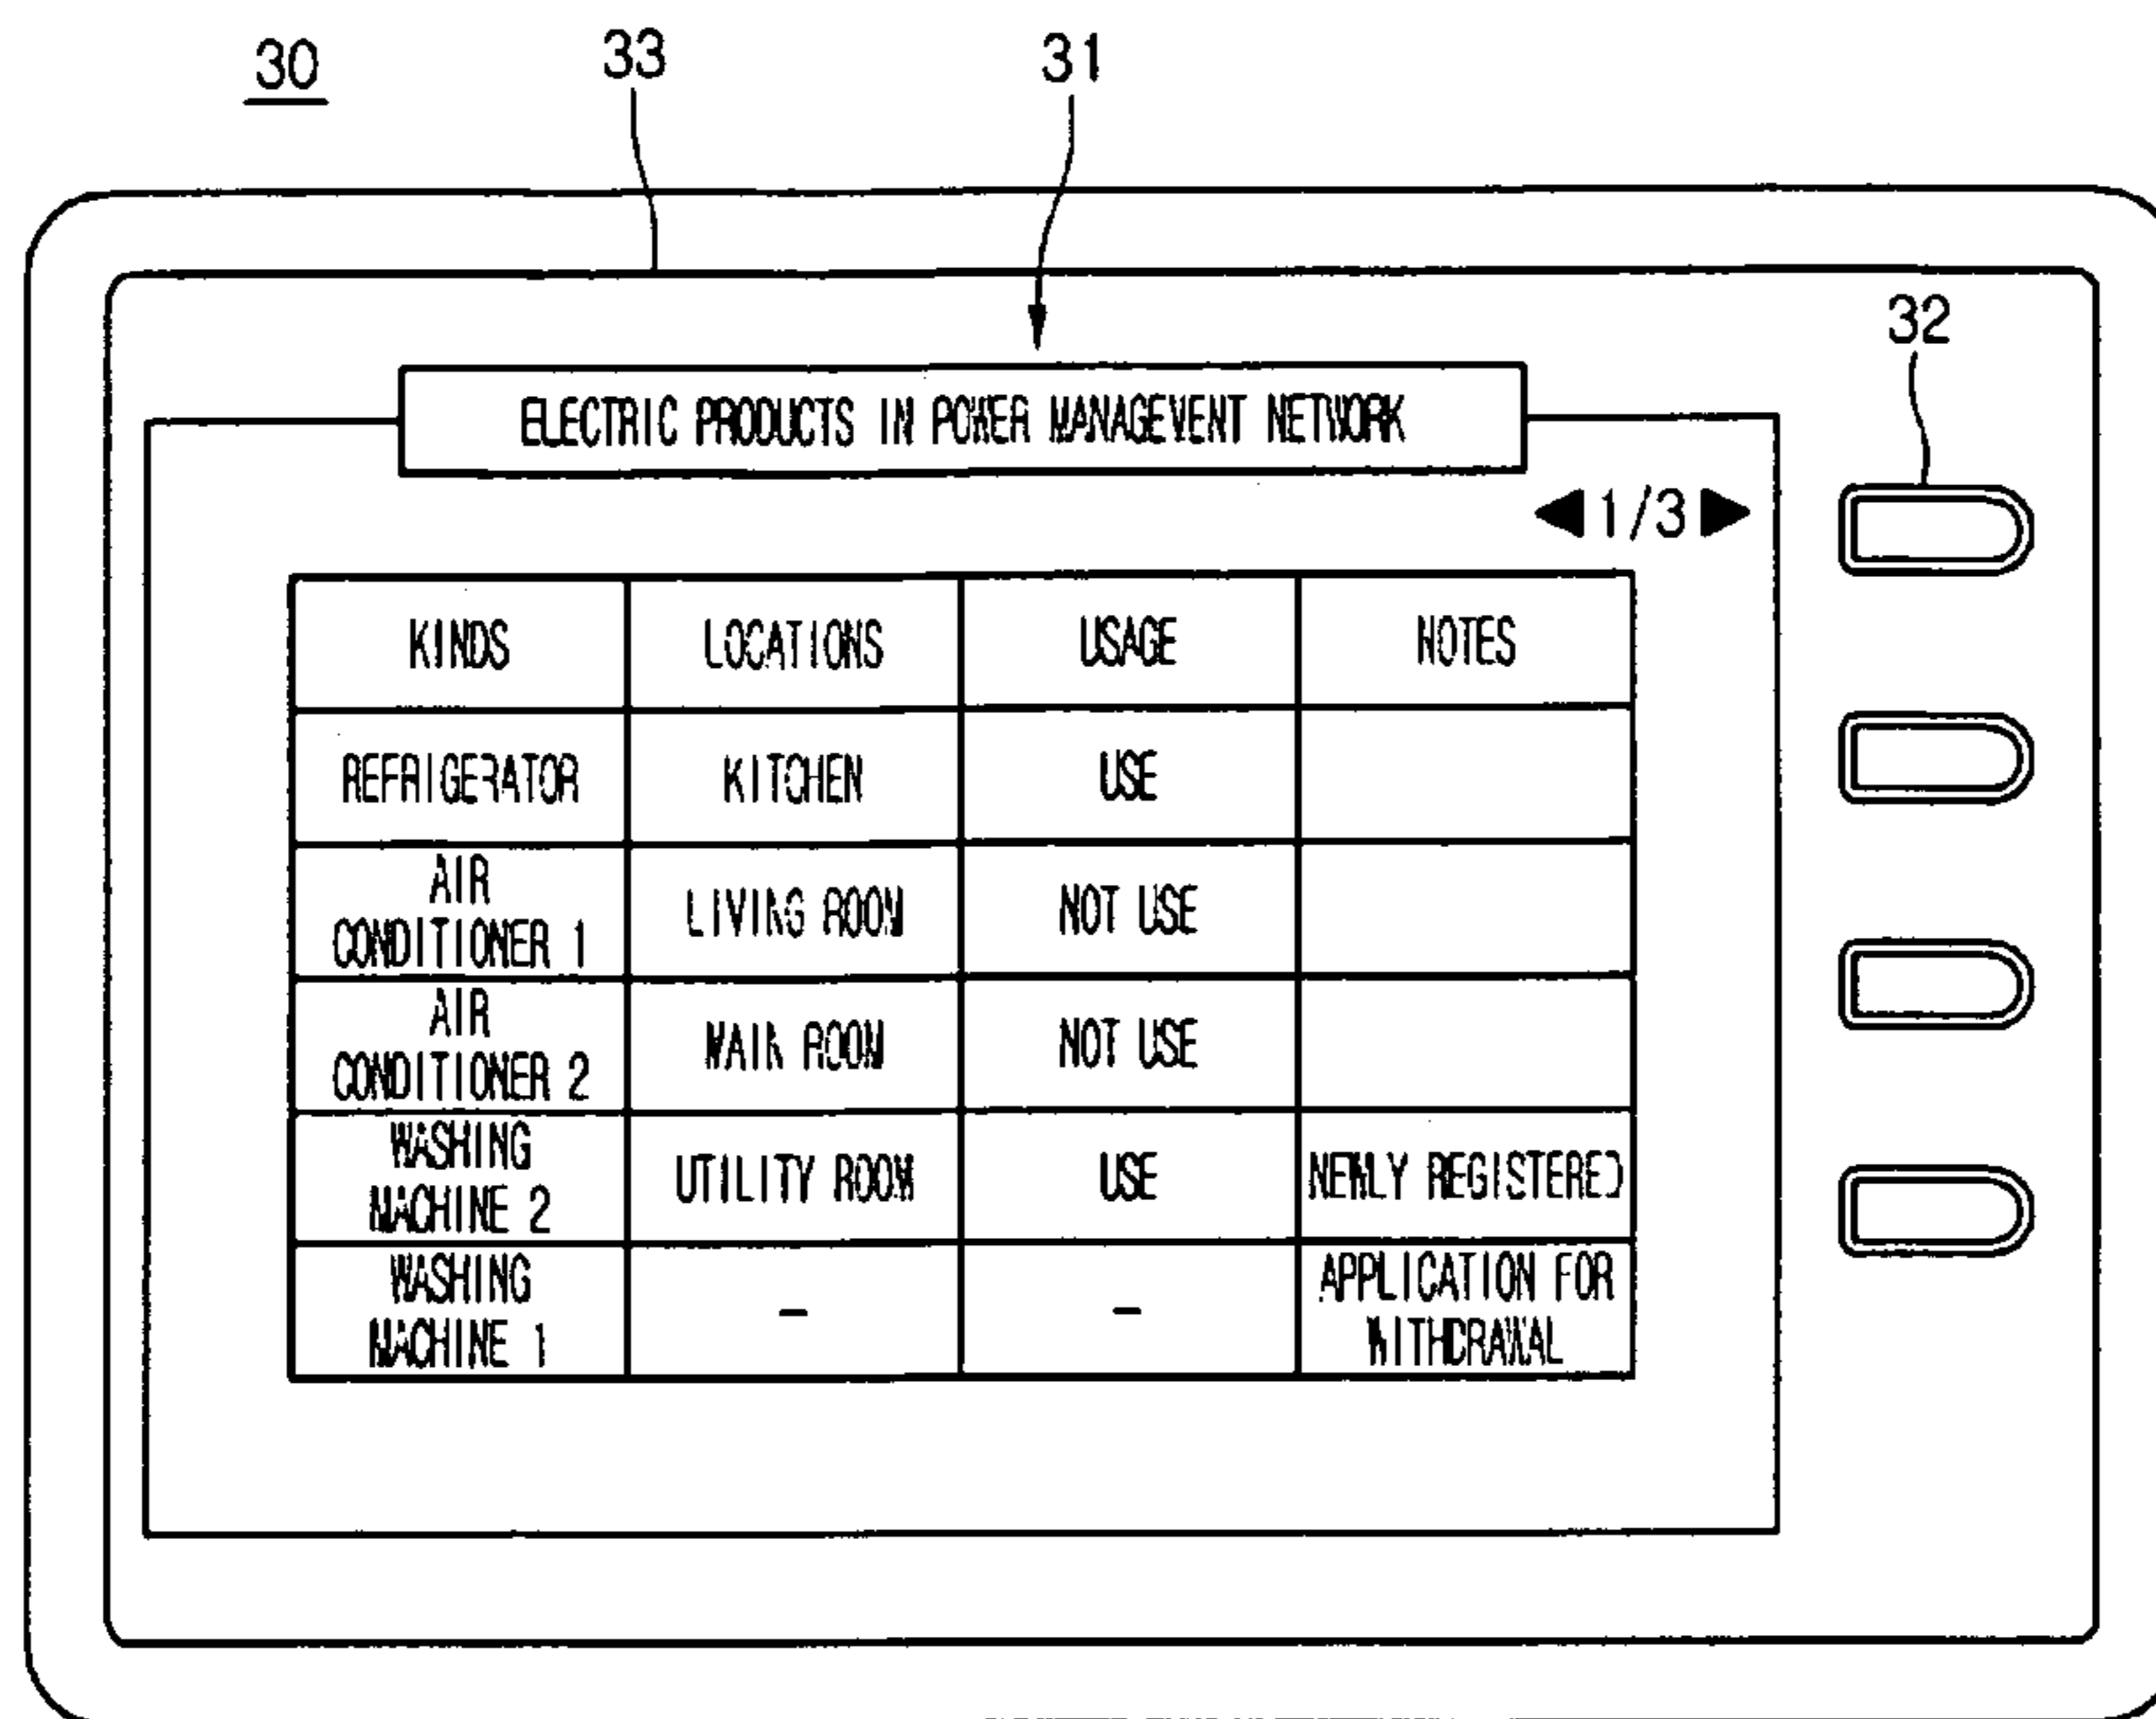 30
33
31
32
ELECTRIC PRODUCTS IN POWER MANAGEMENT NETWORK
◀1/3▶
KINDS LOCATIONS USAGE NOTES
REFRIGERATOR KITCHEN USE
AIR
CONDITIONER 1 LIVING ROOM NOT USE
AIR
CONDITIONER 2 MAIN ROOM NOT USE
WASHING
MACHINE 2 UTILITY ROOM USE NEWLY REGISTERED
WASHING
MACHINE 1 - - APPLICATION FOR
WITHDRAWAL